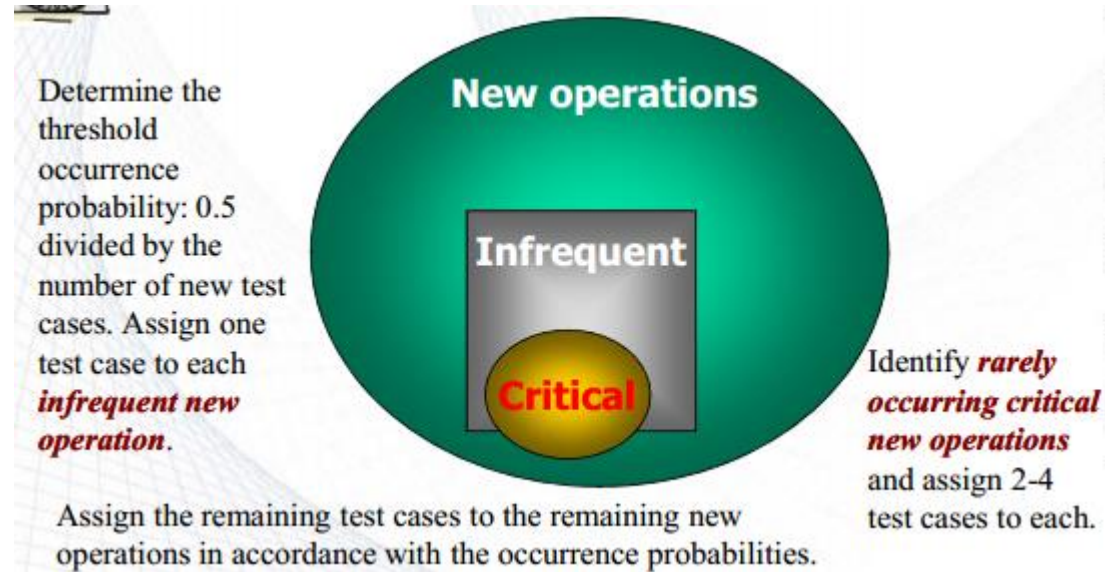 Determine the
threshold
occurrence
probability: 0.5
divided by the
number of new test
cases. Assign one
test case to each
infrequent new
operation.
New operations
Infrequent
Critical
Identify rarely
occurring critical
new operations
and assign 2-4
test cases to each.
Assign the remaining test cases to the remaining new
operations in accordance with the occurrence probabilities.